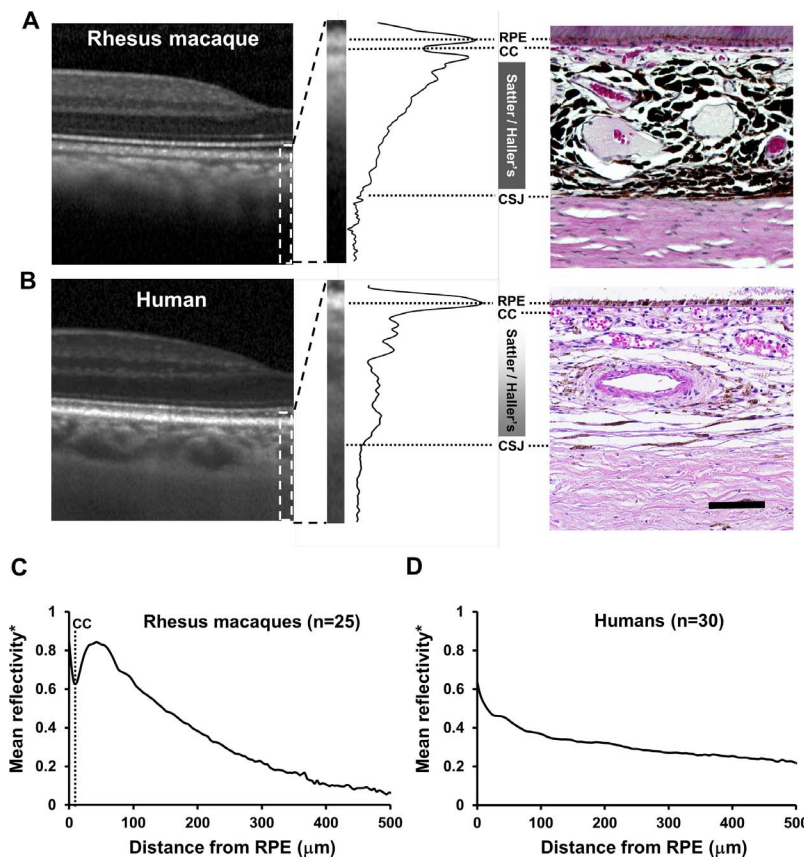 A
Rhesus macaque
RPE
CC
Sattler / Haller's
CSJ
B
Human
RPE
CC
Sattler / Haller's
CSJ
C
D
Rhesus macaques (n=25)
CC
Mean reflectivity*
1
0.8
0.6
0.4
0.2
0
0 100 200 300 400 500
Distance from RPE (μm)
Humans (n=30)
Mean reflectivity*
1
0.8
0.6
0.4
0.2
0
0 100 200 300 400 500
Distance from RPE (μm)